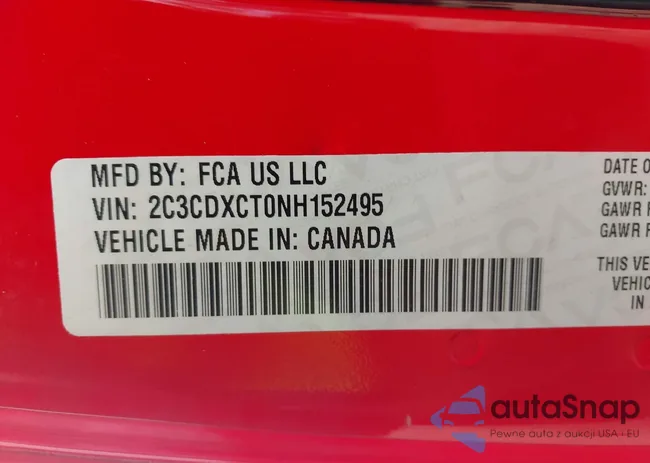 MFD BY: FCA US LLC
VIN: 2C3CDXCT0NH152495
VEHICLE MADE IN: CANADA
DATE O
GVWR:
GAWR F
GAWR R
THIS VE
VEHIC
IN
autaSnap
Pewne auta z aukcji USA i EU